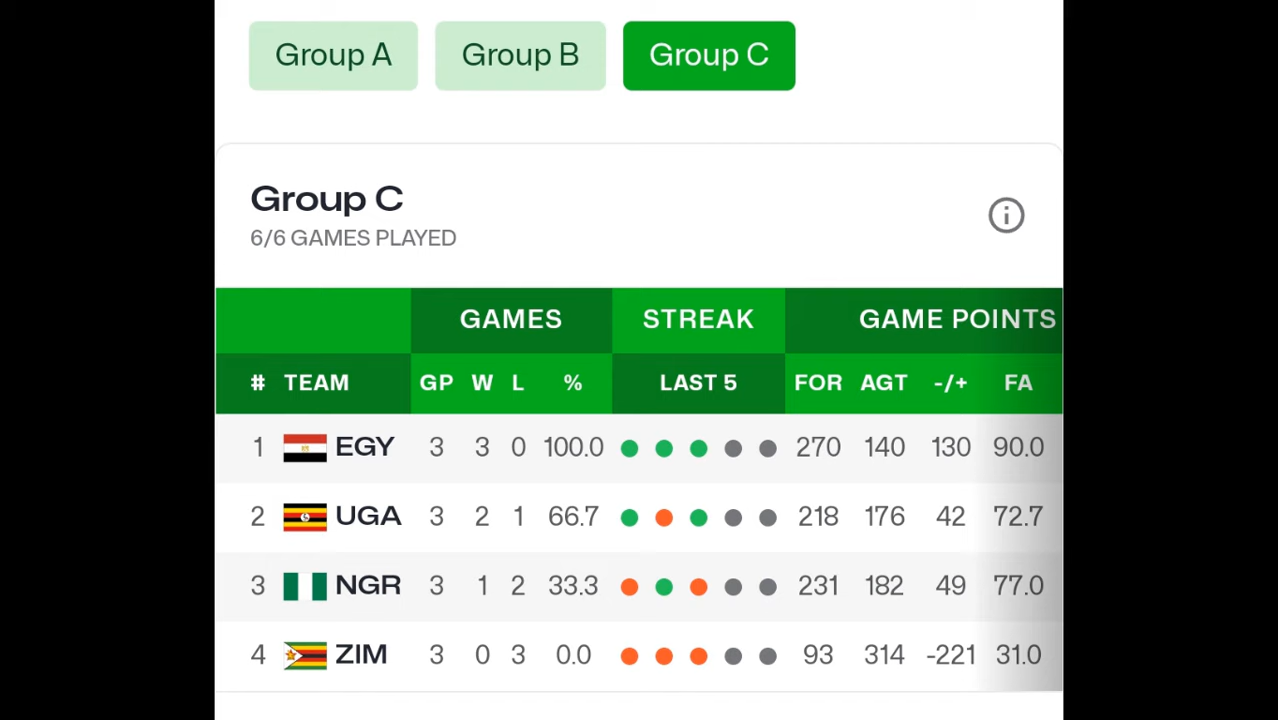 Group A Group B Group C
Group C
6/6 GAMES PLAYED
GAMES STREAK GAME POINTS
# TEAM GP W L % LAST 5 FOR AGT -/+ FA
1 EGY 3 3 0 100.0 270 140 130 90.0
2 UGA 3 2 1 66.7 218 176 42 72.7
3 NGR 3 1 2 33.3 231 182 49 77.0
4 ZIM 3 0 3 0.0 93 314 -221 31.0